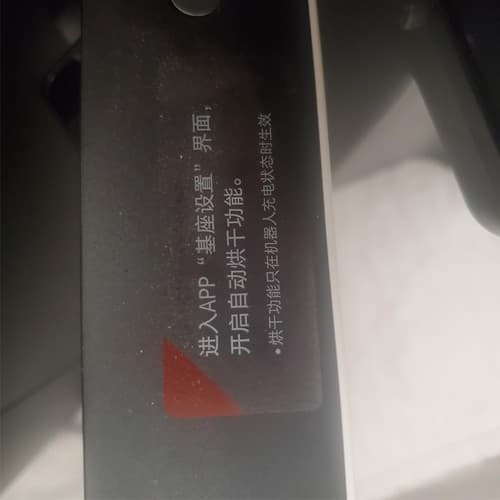 进入APP“基座设置”界面，
开启自动烘干功能。
• 烘干功能只在机器人充电状态时生效